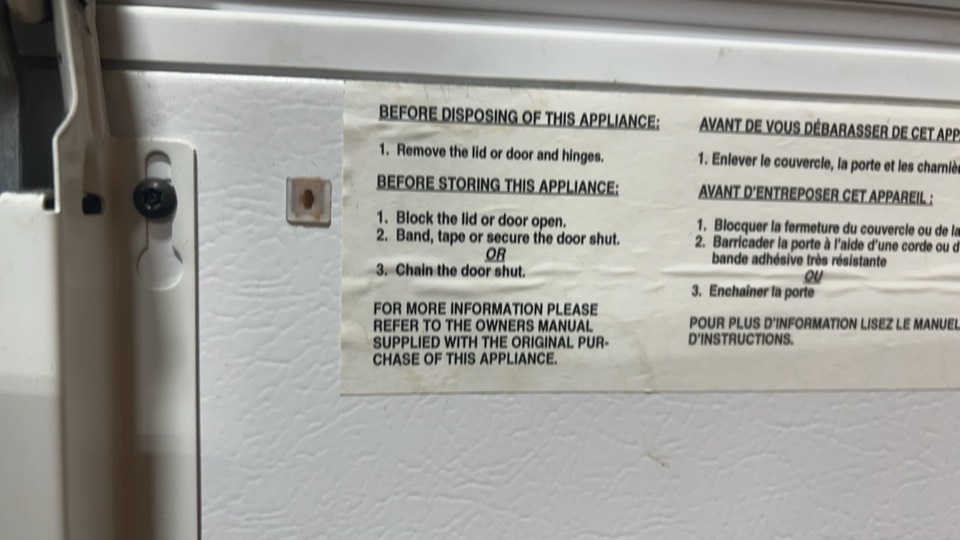 BEFORE DISPOSING OF THIS APPLIANCE:
1. Remove the lid or door and hinges.
BEFORE STORING THIS APPLIANCE:
1. Block the lid or door open.
2. Band, tape or secure the door shut.
OR
3. Chain the door shut.
FOR MORE INFORMATION PLEASE
REFER TO THE OWNERS MANUAL
SUPPLIED WITH THE ORIGINAL PUR-
CHASE OF THIS APPLIANCE.
AVANT DE VOUS DÉBARASSER DE CET APP
1. Enlever le couvercle, la porte et les charniè
AVANT D'ENTREPOSER CET APPAREIL :
1. Blocquer la fermeture du couvercle ou de la
2. Barricader la porte à l'aide d'une corde ou d
bande adhésive très résistante
OU
3. Enchaîner la porte
POUR PLUS D'INFORMATION LISEZ LE MANUEL
D'INSTRUCTIONS.